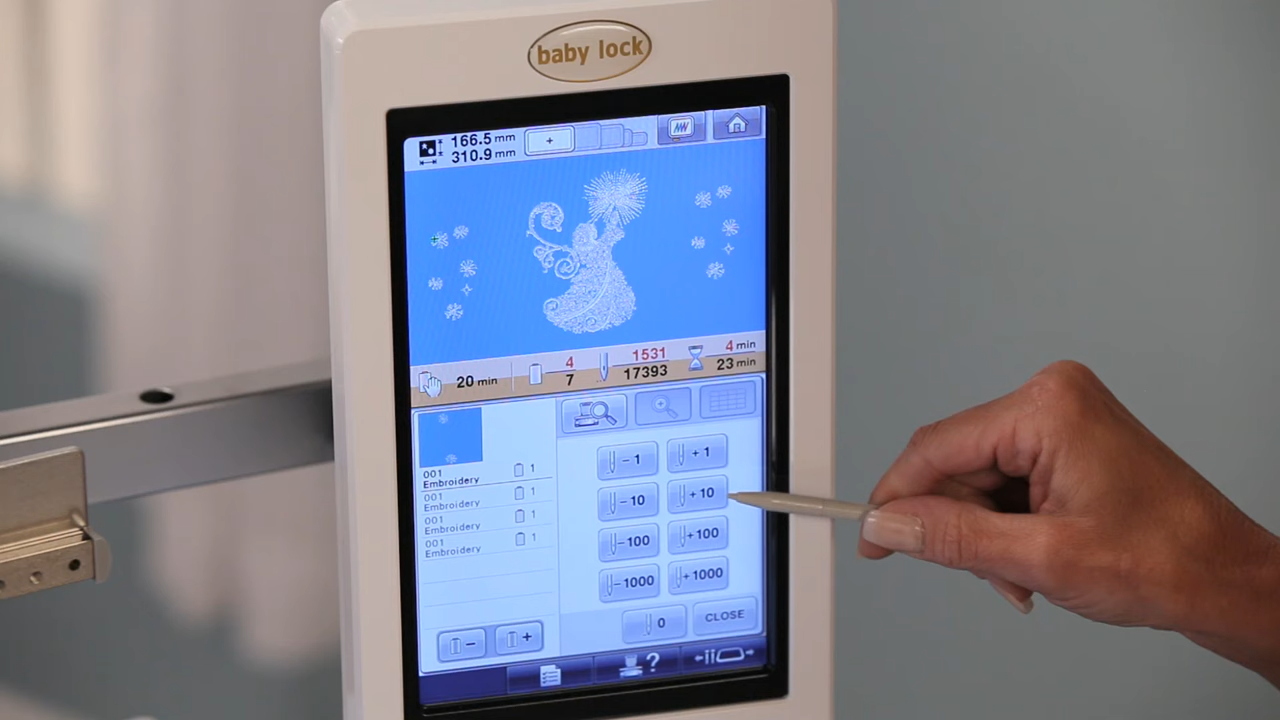 baby lock
166.5 mm
310.9 mm
4
7
1531
17393
4 min
23 min
20 min
001
Embroidery
1
001
Embroidery
1
001
Embroidery
1
001
Embroidery
1
-1
+1
-10
+10
-100
+100
-1000
+1000
0
CLOSE
- +
?